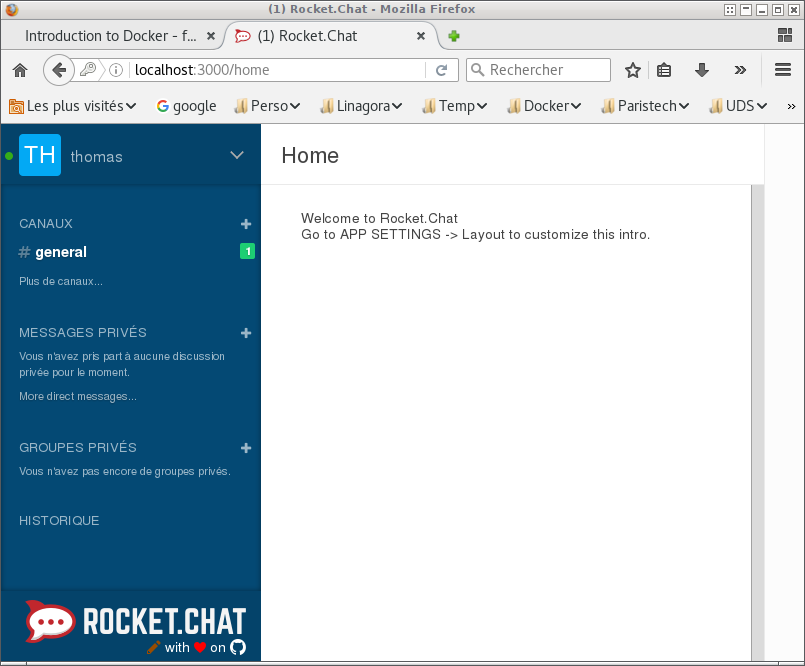 (1) Rocket.Chat - Mozilla Firefox
Introduction to Docker - f...
(1) Rocket.Chat
localhost:3000/home
Rechercher
Les plus visités
google
Perso
Linagora
Temp
Docker
Paristech
UDS
»
TH
thomas
Home
CANAUX
# general
1
Plus de canaux...
MESSAGES PRIVÉS
Vous n'avez pris part à aucune discussion
privée pour le moment.
More direct messages...
GROUPES PRIVÉS
Vous n'avez pas encore de groupes privés.
HISTORIQUE
Welcome to Rocket.Chat
Go to APP SETTINGS -> Layout to customize this intro.
ROCKET.CHAT
with on